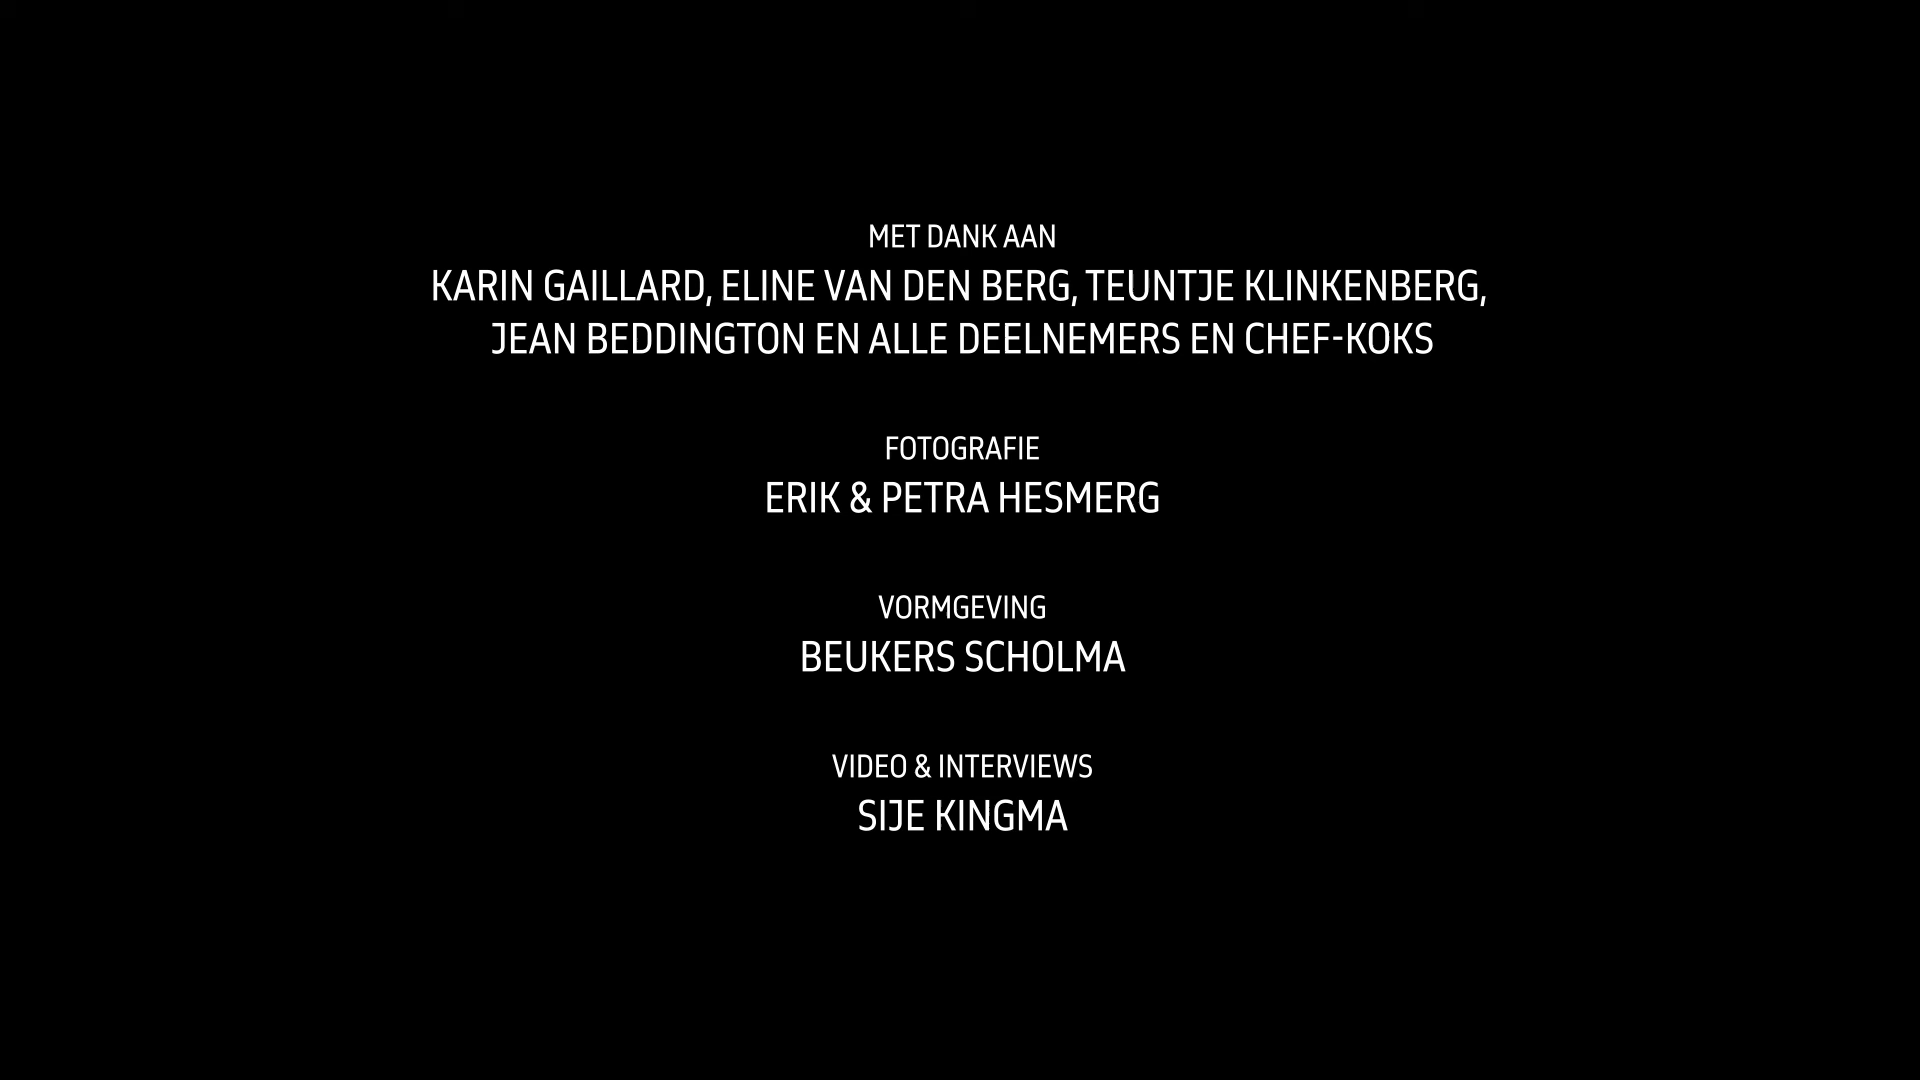 MET DANK AAN
KARIN GAILLARD, ELINE VAN DEN BERG, TEUNTJE KLINKENBERG,
JEAN BEDDINGTON EN ALLE DEELNEMERS EN CHEF-KOKS
FOTOGRAFIE
ERIK & PETRA HESMERG
VORMGEVING
BEUKERS SCHOLMA
VIDEO & INTERVIEWS
SIJE KINGMA